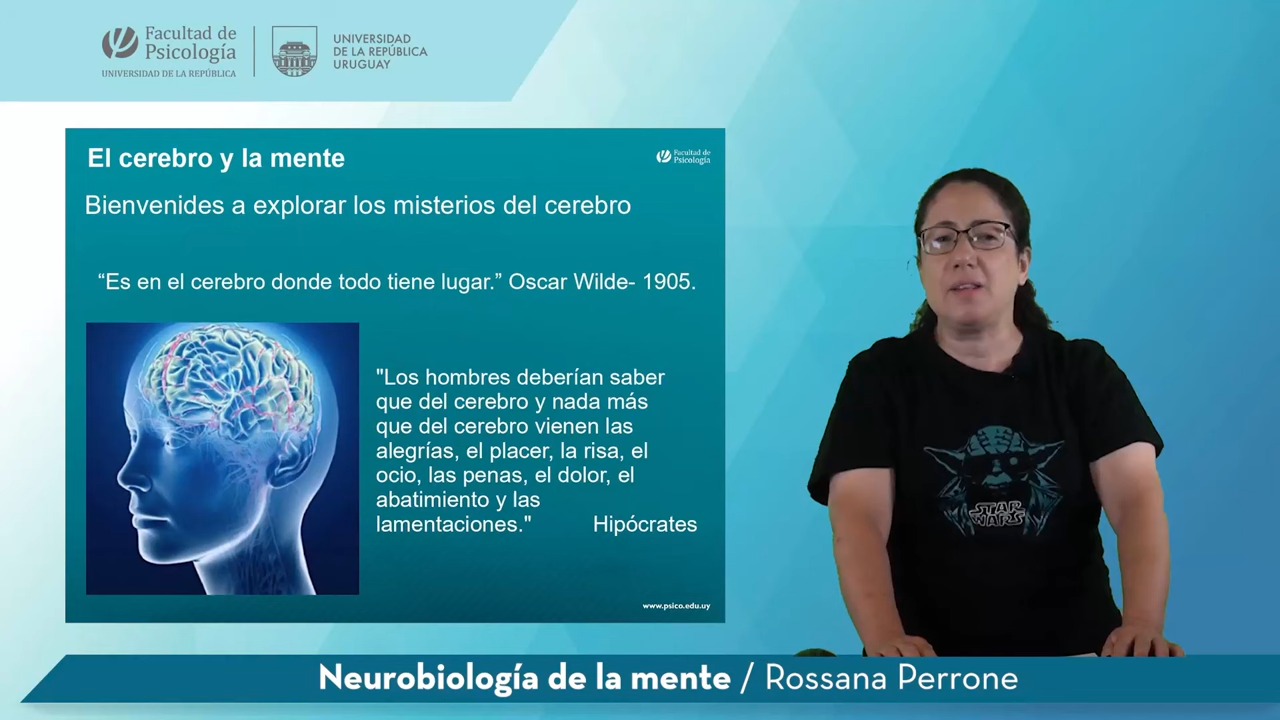 Facultad de
Psicología
UNIVERSIDAD DE LA REPÚBLICA
UNIVERSIDAD
DE LA REPÚBLICA
URUGUAY
El cerebro y la mente
Facultad de
Psicología
Bienvenides a explorar los misterios del cerebro
“Es en el cerebro donde todo tiene lugar.” Oscar Wilde- 1905.
"Los hombres deberían saber
que del cerebro y nada más
que del cerebro vienen las
alegrías, el placer, la risa, el
ocio, las penas, el dolor, el
abatimiento y las
lamentaciones." Hipócrates
www.psico.edu.uy
STAR
WARS
Neurobiología de la mente / Rossana Perrone